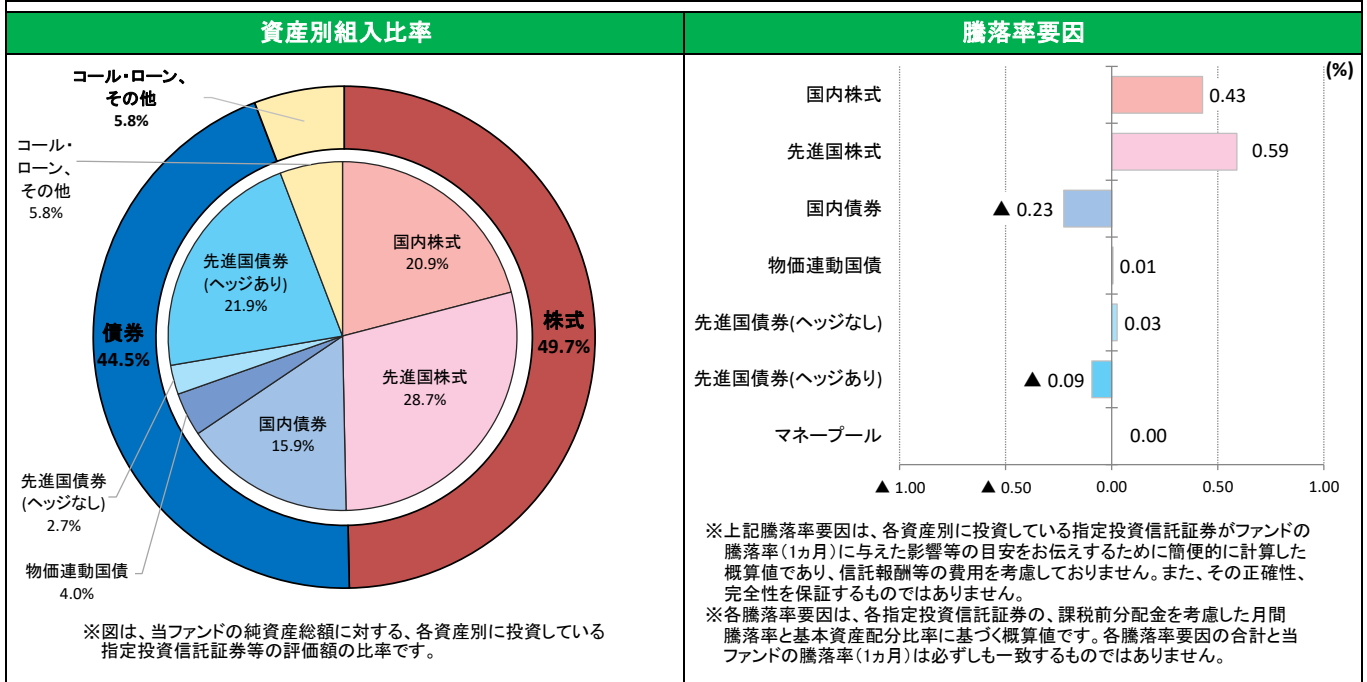 資産別組入比率
コール・ローン、
その他
5.8%
コール・
ローン、
その他
5.8%
国内株式
20.9%
先進国債券
(ヘッジあり)
21.9%
債券
44.5%
株式
49.7%
先進国株式
28.7%
国内債券
15.9%
先進国債券
(ヘッジなし)
2.7%
物価連動国債
4.0%
※図は、当ファンドの純資産総額に対する、各資産別に投資している
指定投資信託証券等の評価額の比率です。
騰落率要因
(%)
国内株式 0.43
先進国株式 0.59
国内債券 ▲ 0.23
物価連動国債 0.01
先進国債券(ヘッジなし) 0.03
先進国債券(ヘッジあり) ▲ 0.09
マネープール 0.00
▲ 1.00 ▲ 0.50 0.00 0.50 1.00
※上記騰落率要因は、各資産別に投資している指定投資信託証券がファンドの
騰落率(1ヵ月)に与えた影響等の目安をお伝えするために簡便的に計算した
概算値であり、信託報酬等の費用を考慮しておりません。また、その正確性、
完全性を保証するものではありません。
※各騰落率要因は、各指定投資信託証券の、課税前分配金を考慮した月間
騰落率と基本資産配分比率に基づく概算値です。各騰落率要因の合計と当
ファンドの騰落率(1ヵ月)は必ずしも一致するものではありません。